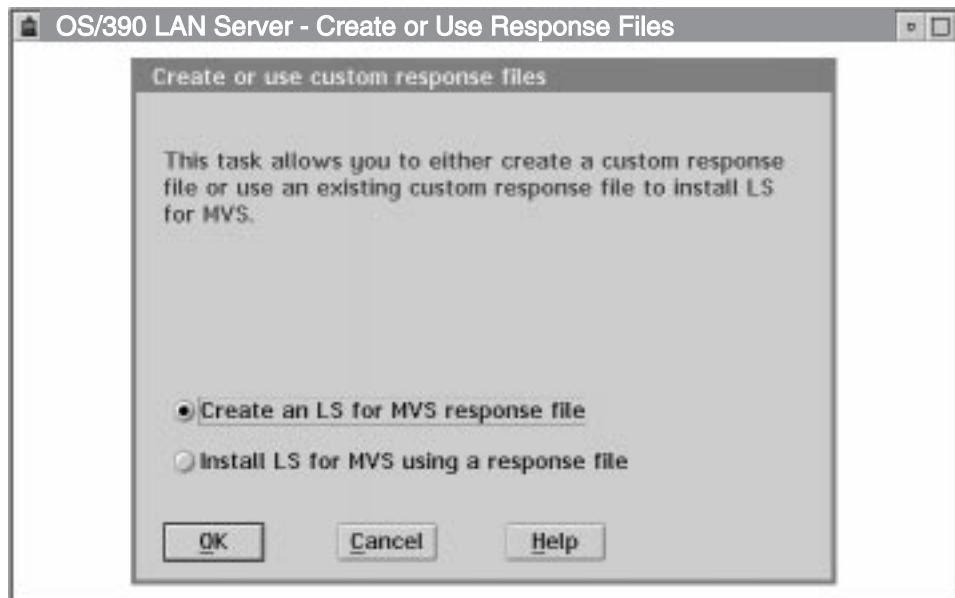 OS/390 LAN Server - Create or Use Response Files
Create or use custom response files
This task allows you to either create a custom response
file or use an existing custom response file to install LS
for MVS.
Create an LS for MVS response file
Install LS for MVS using a response file
OK
Cancel
Help